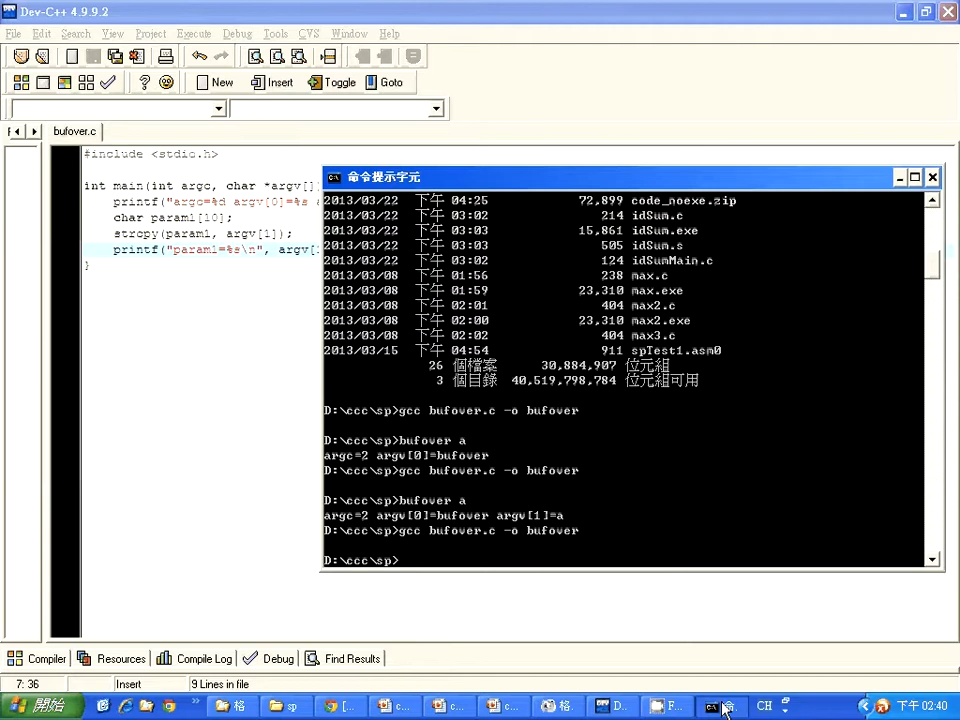 Dev-C++ 4.9.9.2
File Edit Search View Project Execute Debug Tools CVS Window Help
New Insert Toggle Goto
bufover.c
#include <stdio.h>
int main(int argc, char *argv[])
printf("argc=%d argv[0]=%s
char param1[10];
strcpy(param1, argv[1]);
printf("param1=%s\n", argv[
}
命令提示字元
2013/03/22 下午 04:25 72,899 code_noexe.zip
2013/03/22 下午 03:02 214 idSum.c
2013/03/22 下午 03:03 15,861 idSum.exe
2013/03/22 下午 03:03 505 idSum.s
2013/03/22 下午 03:02 124 idSumMain.c
2013/03/08 下午 01:56 238 max.c
2013/03/08 下午 01:59 23,310 max.exe
2013/03/08 下午 02:01 404 max2.c
2013/03/08 下午 02:00 23,310 max2.exe
2013/03/08 下午 02:02 404 max3.c
2013/03/15 下午 04:54 911 spTest1.asm0
26 個檔案 30,884,907 位元組
3 個目錄 40,519,798,784 位元組可用
D:\ccc\sp>gcc bufover.c -o bufover
D:\ccc\sp>bufover a
argc=2 argv[0]=bufover
D:\ccc\sp>gcc bufover.c -o bufover
D:\ccc\sp>bufover a
argc=2 argv[0]=bufover argv[1]=a
D:\ccc\sp>gcc bufover.c -o bufover
D:\ccc\sp>
Compiler Resources Compile Log Debug Find Results
7: 36 Insert 9 Lines in file
開始 格 sp [... c... c... c... 格... D... F... CH 下午 02:40